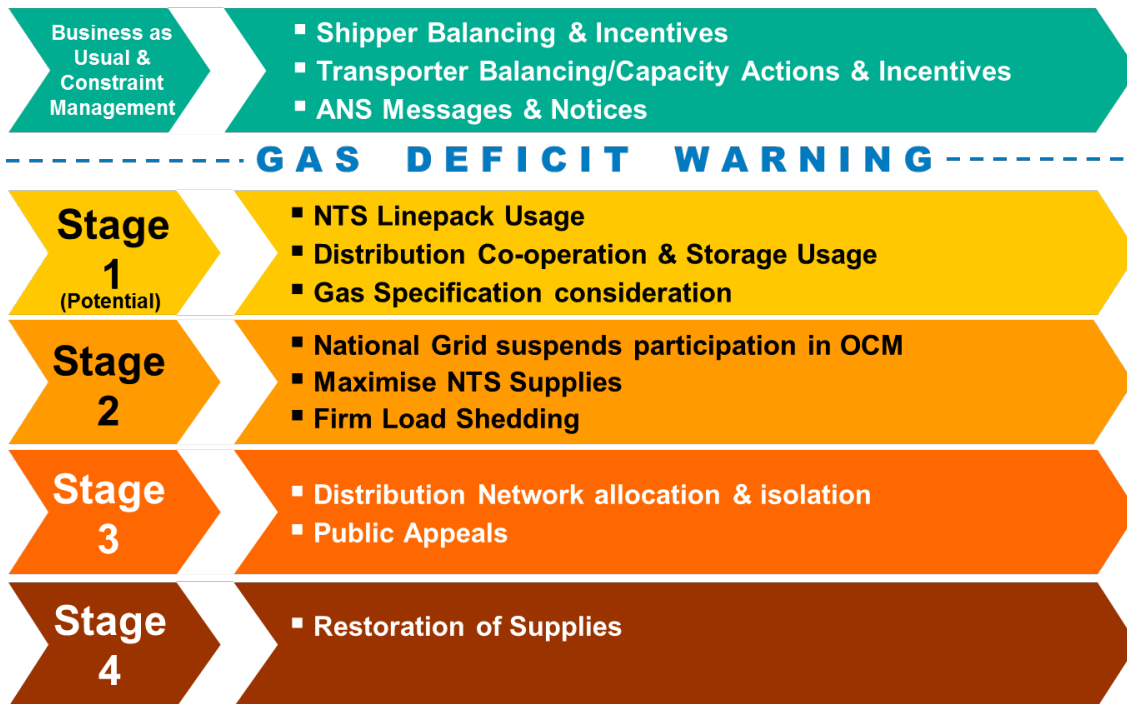 Business as
Usual &
Constraint
Management
▪ Shipper Balancing & Incentives
▪ Transporter Balancing/Capacity Actions & Incentives
▪ ANS Messages & Notices
GAS DEFICIT WARNING
Stage
1
(Potential)
▪ NTS Linepack Usage
▪ Distribution Co-operation & Storage Usage
▪ Gas Specification consideration
Stage
2
▪ National Grid suspends participation in OCM
▪ Maximise NTS Supplies
▪ Firm Load Shedding
Stage
3
▪ Distribution Network allocation & isolation
▪ Public Appeals
Stage
4
▪ Restoration of Supplies